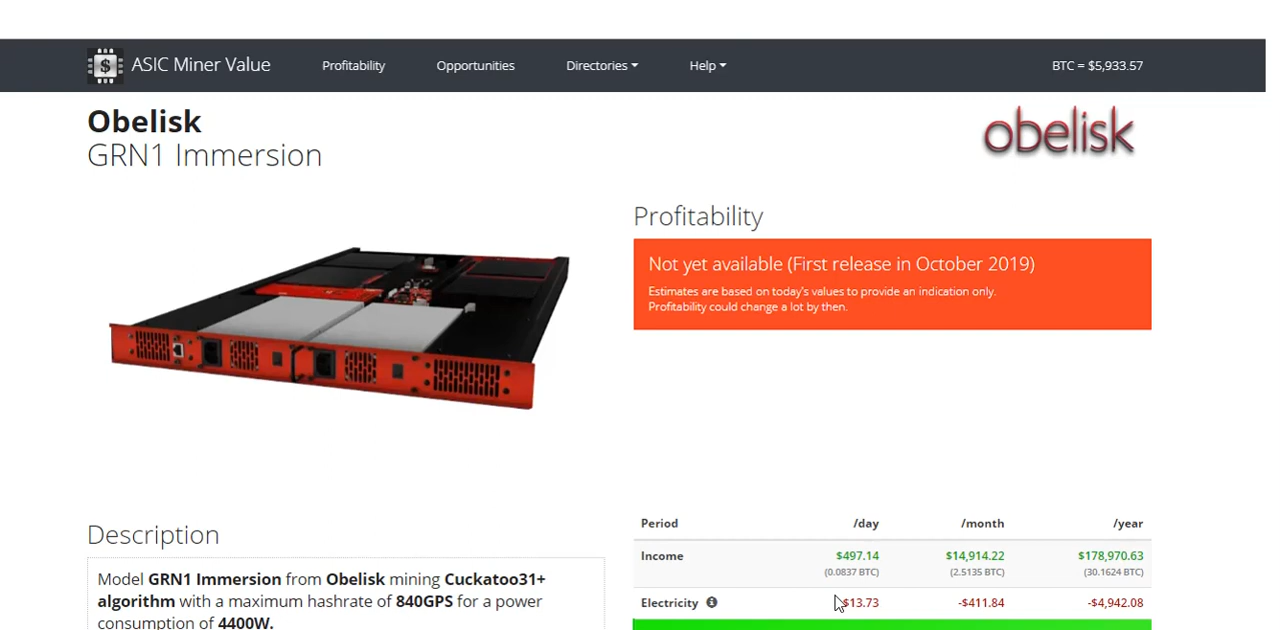 ASIC Miner Value
Profitability
Opportunities
Directories
Help
BTC = $5,933.57
Obelisk
GRN1 Immersion
obelisk
Profitability
Not yet available (First release in October 2019)
Estimates are based on today's values to provide an indication only.
Profitability could change a lot by then.
Description
Model GRN1 Immersion from Obelisk mining Cuckatoo31+
algorithm with a maximum hashrate of 840GPS for a power
consumption of 4400W.
Period /day /month /year
Income $497.14 $14,914.22 $178,970.63
(0.0837 BTC) (2.5135 BTC) (30.1624 BTC)
Electricity -$13.73 -$411.84 -$4,942.08